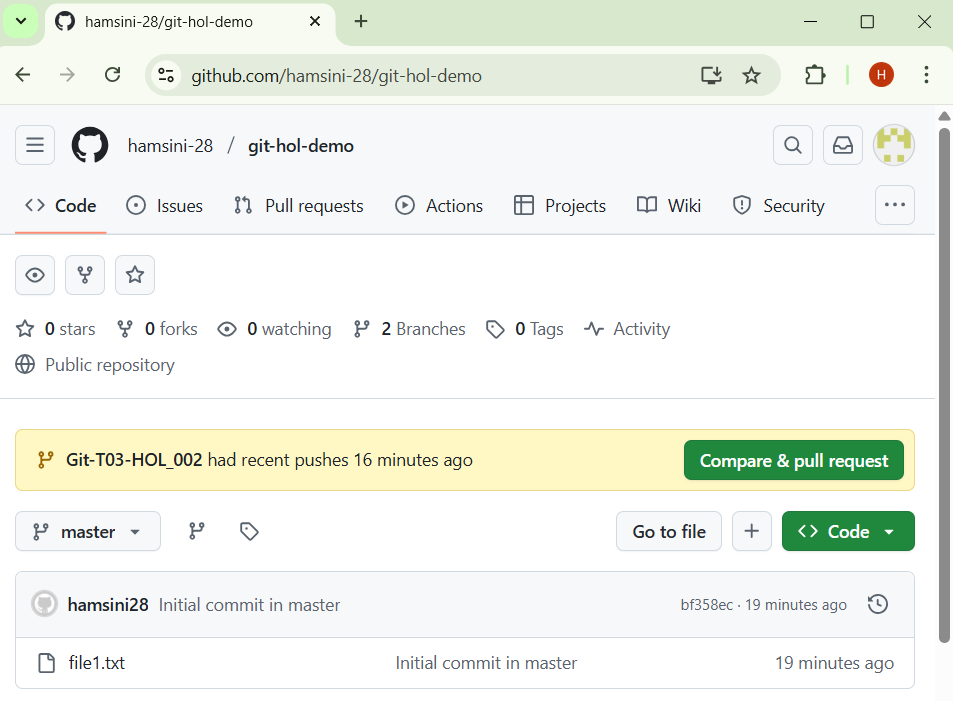 hamsini-28/git-hol-demo
github.com/hamsini-28/git-hol-demo
H
hamsini-28 / git-hol-demo
Code Issues Pull requests Actions Projects Wiki Security
0 stars 0 forks 0 watching 2 Branches 0 Tags Activity
Public repository
Git-T03-HOL_002 had recent pushes 16 minutes ago Compare & pull request
master Go to file Code
hamsini28 Initial commit in master bf358ec · 19 minutes ago
file1.txt Initial commit in master 19 minutes ago